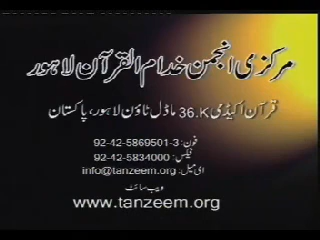 مرکزی انجمن خدام القرآن لاہور
قرآن اکیڈمی 36.K ماڈل ٹاؤن لاہور، پاکستان
فون: 3-5869501-42-92
فیکس: 92-42-5834000
ای میل: info@tanzeem.org
ویب سائٹ
www.tanzeem.org